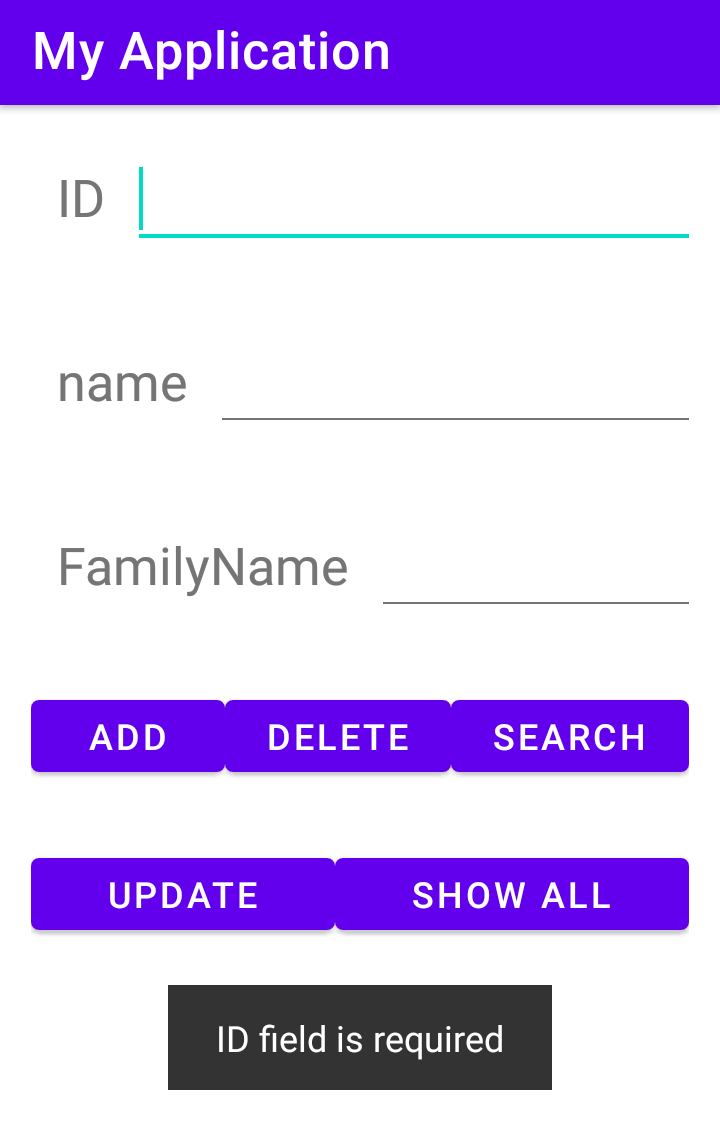 My Application
ID
name
FamilyName
ADD DELETE SEARCH
UPDATE SHOW ALL
ID field is required